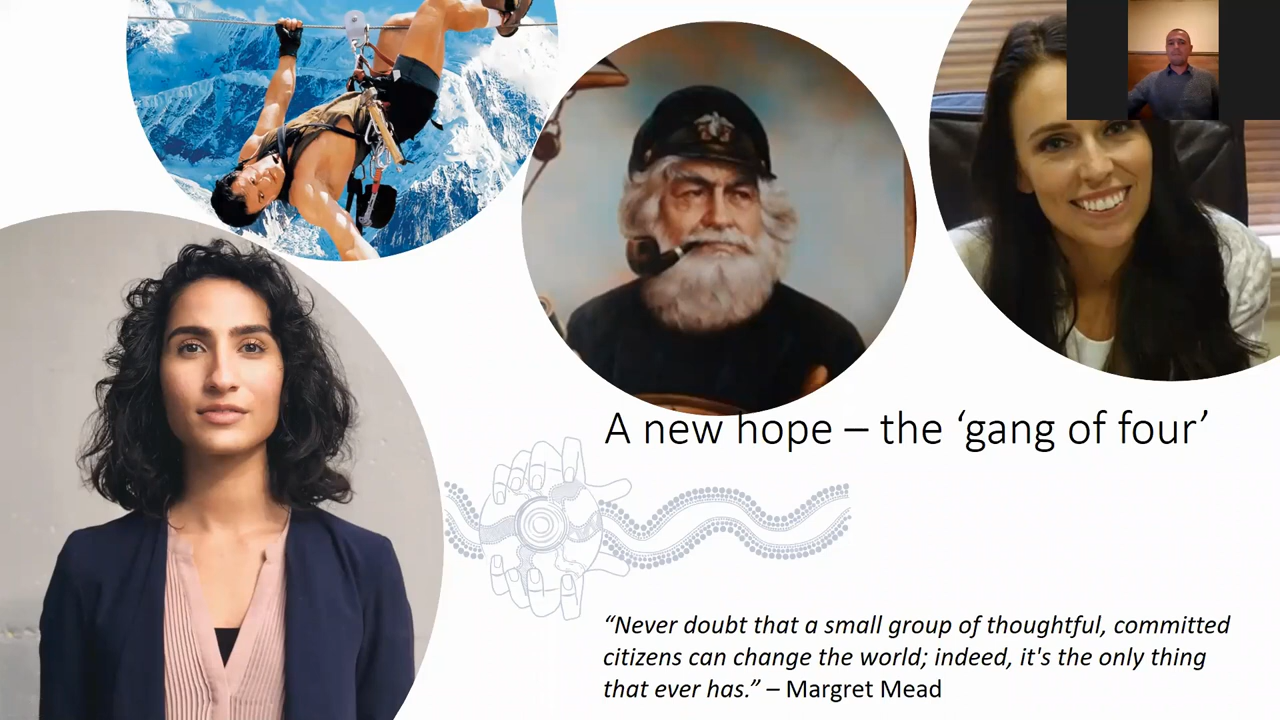 A new hope – the ‘gang of four’
“Never doubt that a small group of thoughtful, committed
citizens can change the world; indeed, it's the only thing
that ever has.” – Margret Mead